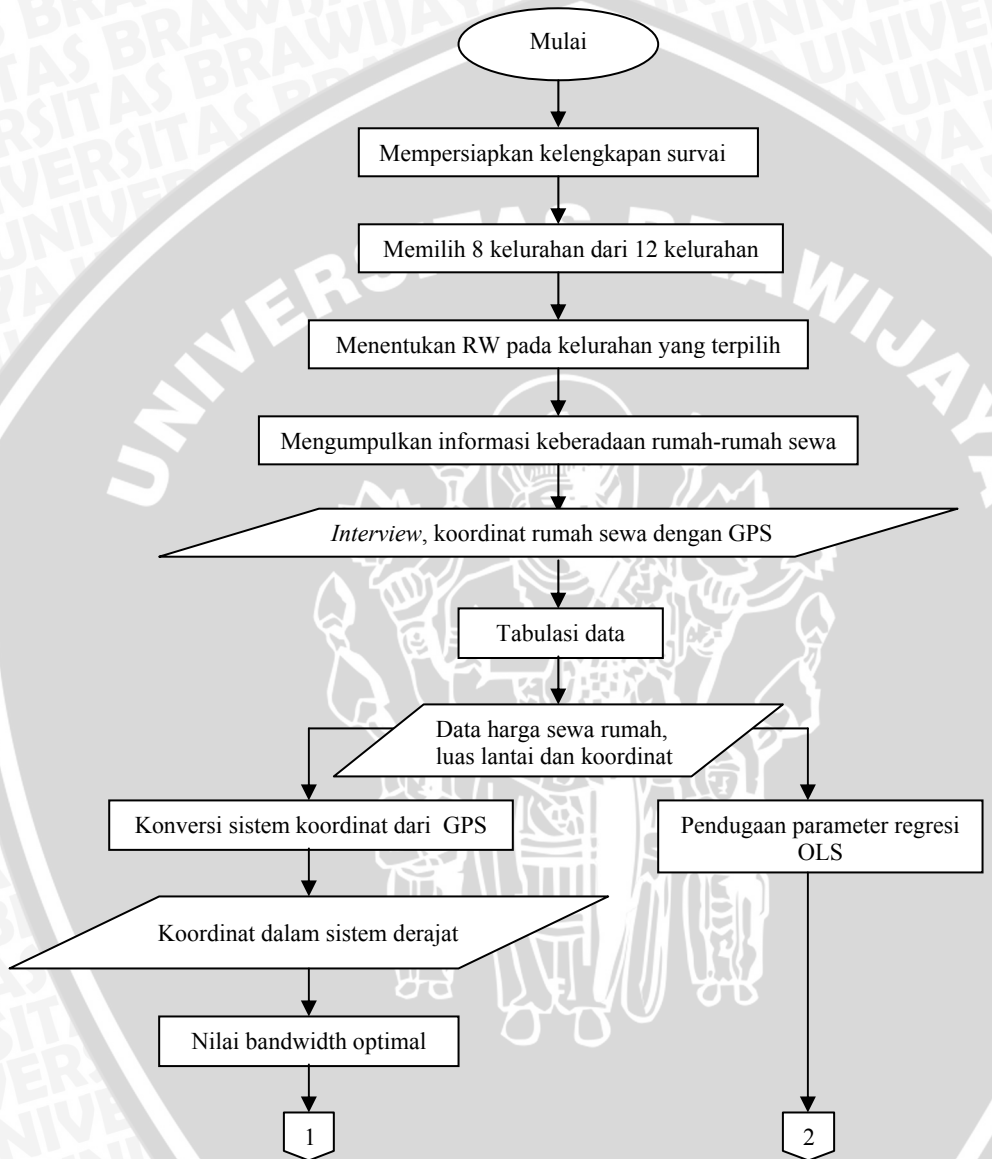 UNIVERSITAS BRAWIJAYA
Mulai
Mempersiapkan kelengkapan survai
Memilih 8 kelurahan dari 12 kelurahan
Menentukan RW pada kelurahan yang terpilih
Mengumpulkan informasi keberadaan rumah-rumah sewa
Interview, koordinat rumah sewa dengan GPS
Tabulasi data
Data harga sewa rumah,
luas lantai dan koordinat
Konversi sistem koordinat dari GPS
Pendugaan parameter regresi
OLS
Koordinat dalam sistem derajat
Nilai bandwidth optimal
1
2